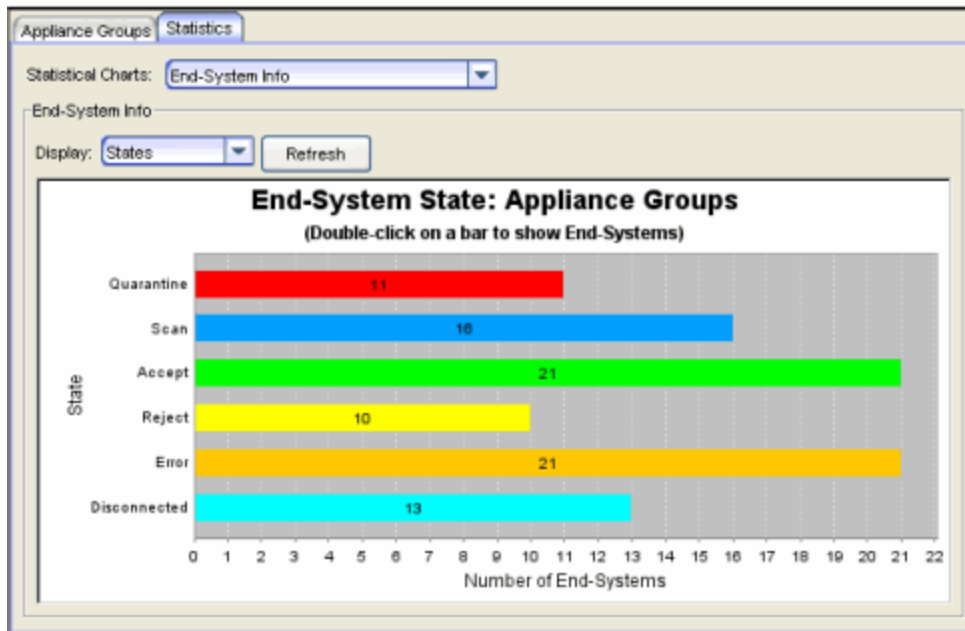 Appliance Groups Statistics
Statistical Charts: End-System Info
End-System Info
Display: States Refresh
End-System State: Appliance Groups
(Double-click on a bar to show End-Systems)
Quarantine 11
Scan 16
Accept 21
State
Reject 10
Error 21
Disconnected 13
0 1 2 3 4 5 6 7 8 9 10 11 12 13 14 15 16 17 18 19 20 21 22
Number of End-Systems